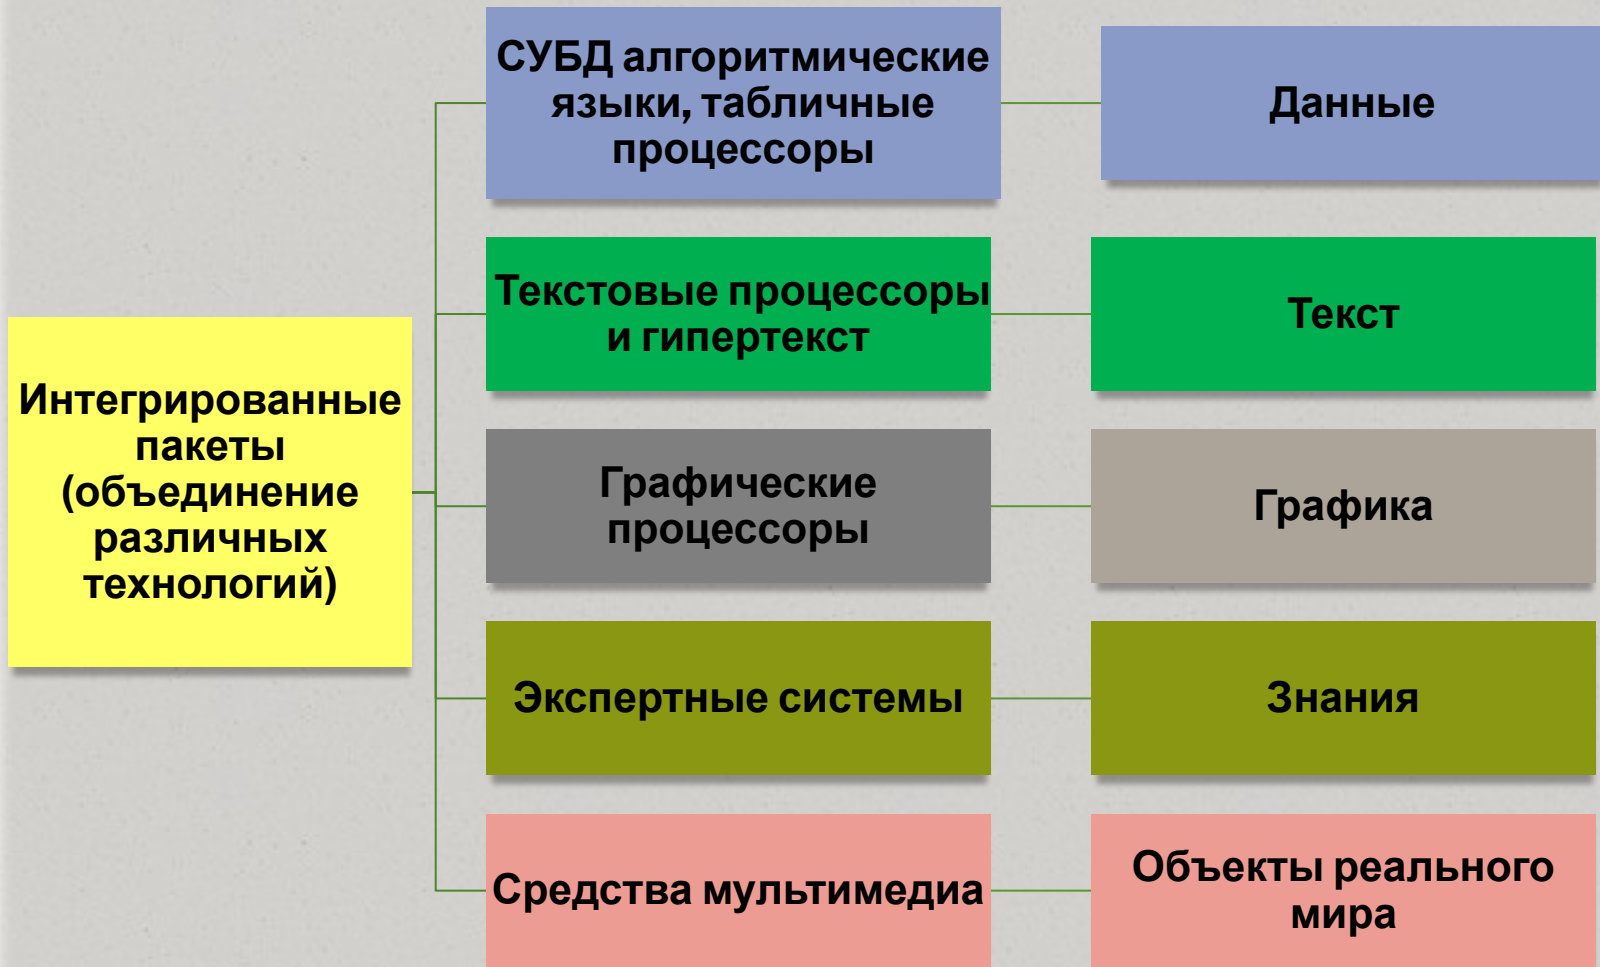 СУБД алгоритмические
языки, табличные
процессоры
Данные
Текстовые процессоры
и гипертекст
Текст
Интегрированные
пакеты
(объединение
различных
технологий)
Графические
процессоры
Графика
Экспертные системы
Знания
Средства мультимедиа
Объекты реального
мира